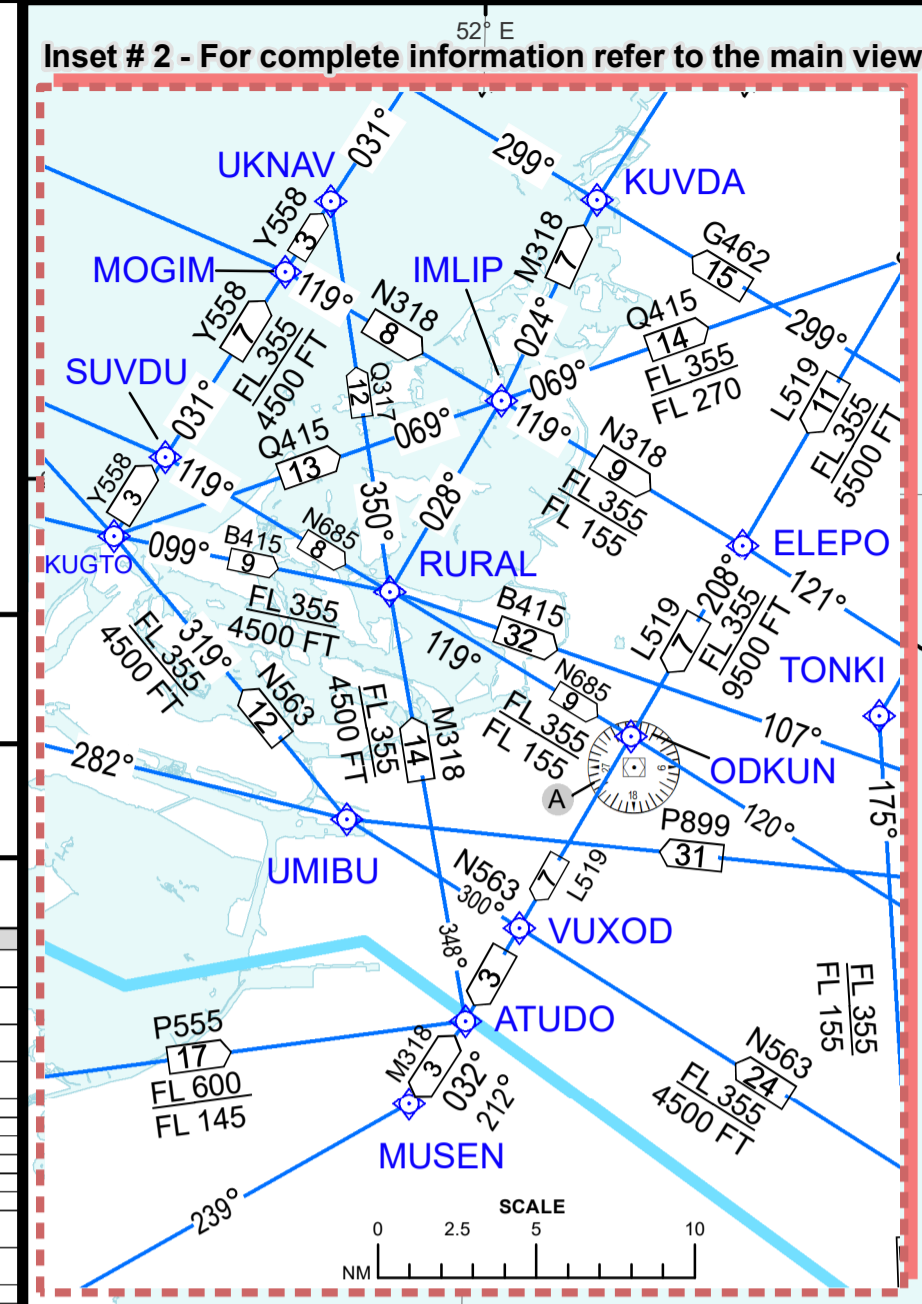 52° E
Inset # 2 - For complete information refer to the main view
031°
299°
UKNAV
KUVDA
Y558
3
M318
7
G462
15
MOGIM
IMLIP
119°
N318
8
Y558
7
FL 355
4500 FT
024°
Q415
14
FL 355
FL 270
299°
SUVDU
031°
Q317
12
069°
069°
L519
11
FL 355
5500 FT
119°
Q415
13
N318
9
FL 355
FL 155
Y558
3
119°
350°
028°
KUGTO
099°
B415
9
N685
8
RURAL
ELEPO
FL 355
4500 FT
208°
121°
B415
32
L519
7
FL 355
9500 FT
FL 355
4500 FT
319°
N563
12
119°
N685
9
FL 355
FL 155
TONKI
FL 355
4500 FT
M318
14
107°
282°
ODKUN
27
9
18
A
175°
120°
P899
31
UMIBU
N563
300°
7
L519
348°
VUXOD
3
FL 355
FL 155
ATUDO
P555
17
FL 600
FL 145
M318
3
032°
212°
N563
24
FL 355
4500 FT
MUSEN
239°
SCALE
0 2.5 5 10
NM